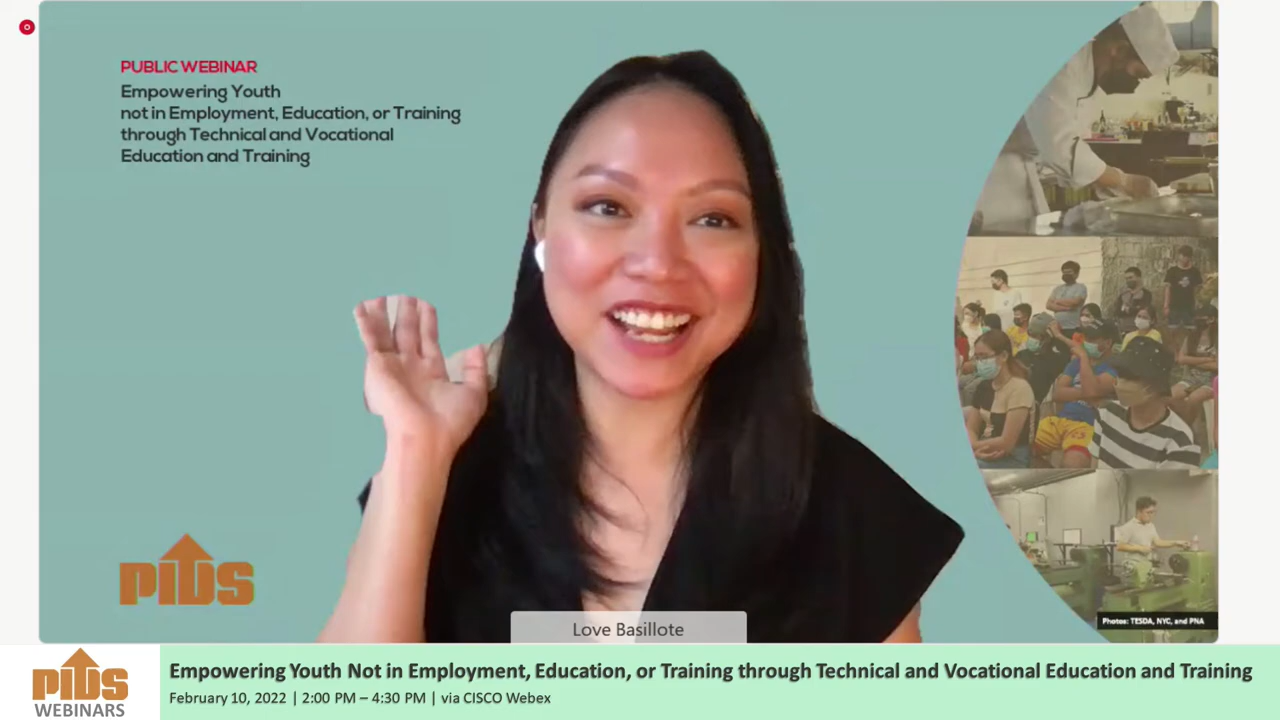 PUBLIC WEBINAR
Empowering Youth
not in Employment, Education, or Training
through Technical and Vocational
Education and Training
PIDS
Love Basillote
Photos: TESDA, NYC, and PNA
PIDS
WEBINARS
Empowering Youth Not in Employment, Education, or Training through Technical and Vocational Education and Training
February 10, 2022 | 2:00 PM – 4:30 PM | via CISCO Webex